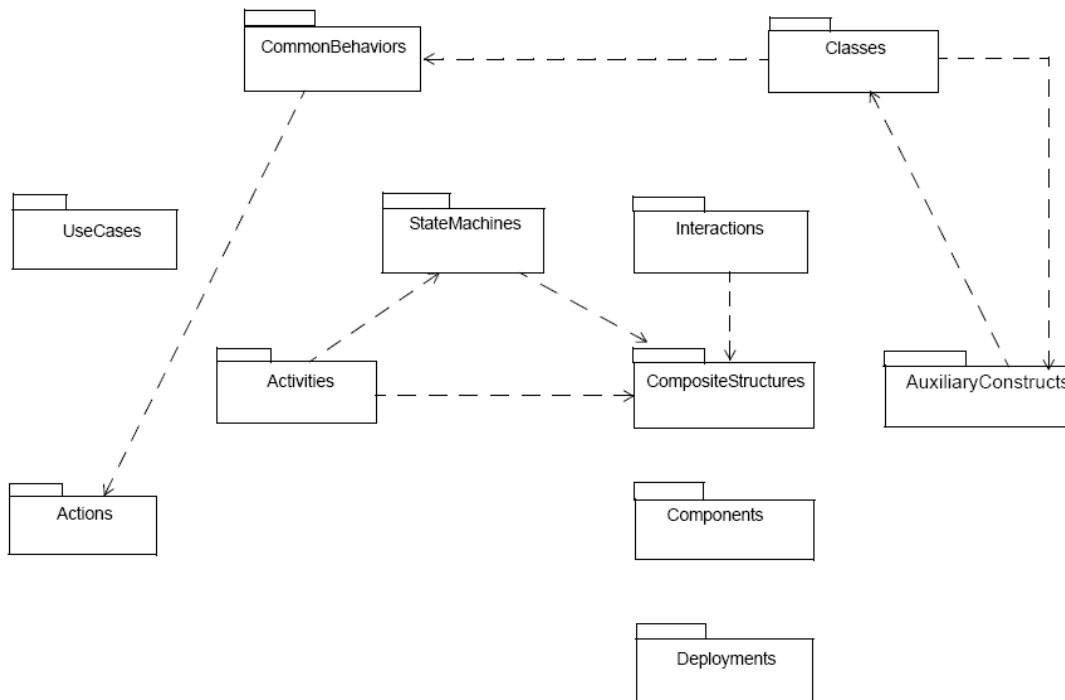 CommonBehaviors
Classes
UseCases
StateMachines
Interactions
Activities
CompositeStructures
AuxiliaryConstructs
Actions
Components
Deployments